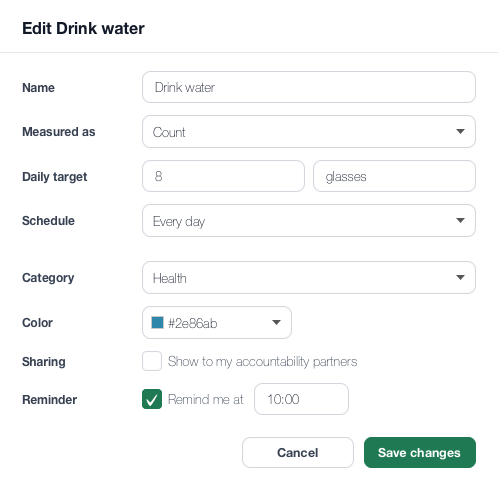 Edit Drink water
Name
Drink water
Measured as
Count
Daily target
8
glasses
Schedule
Every day
Category
Health
Color
#2e86ab
Sharing
Show to my accountability partners
Reminder
Remind me at
10:00
Cancel
Save changes